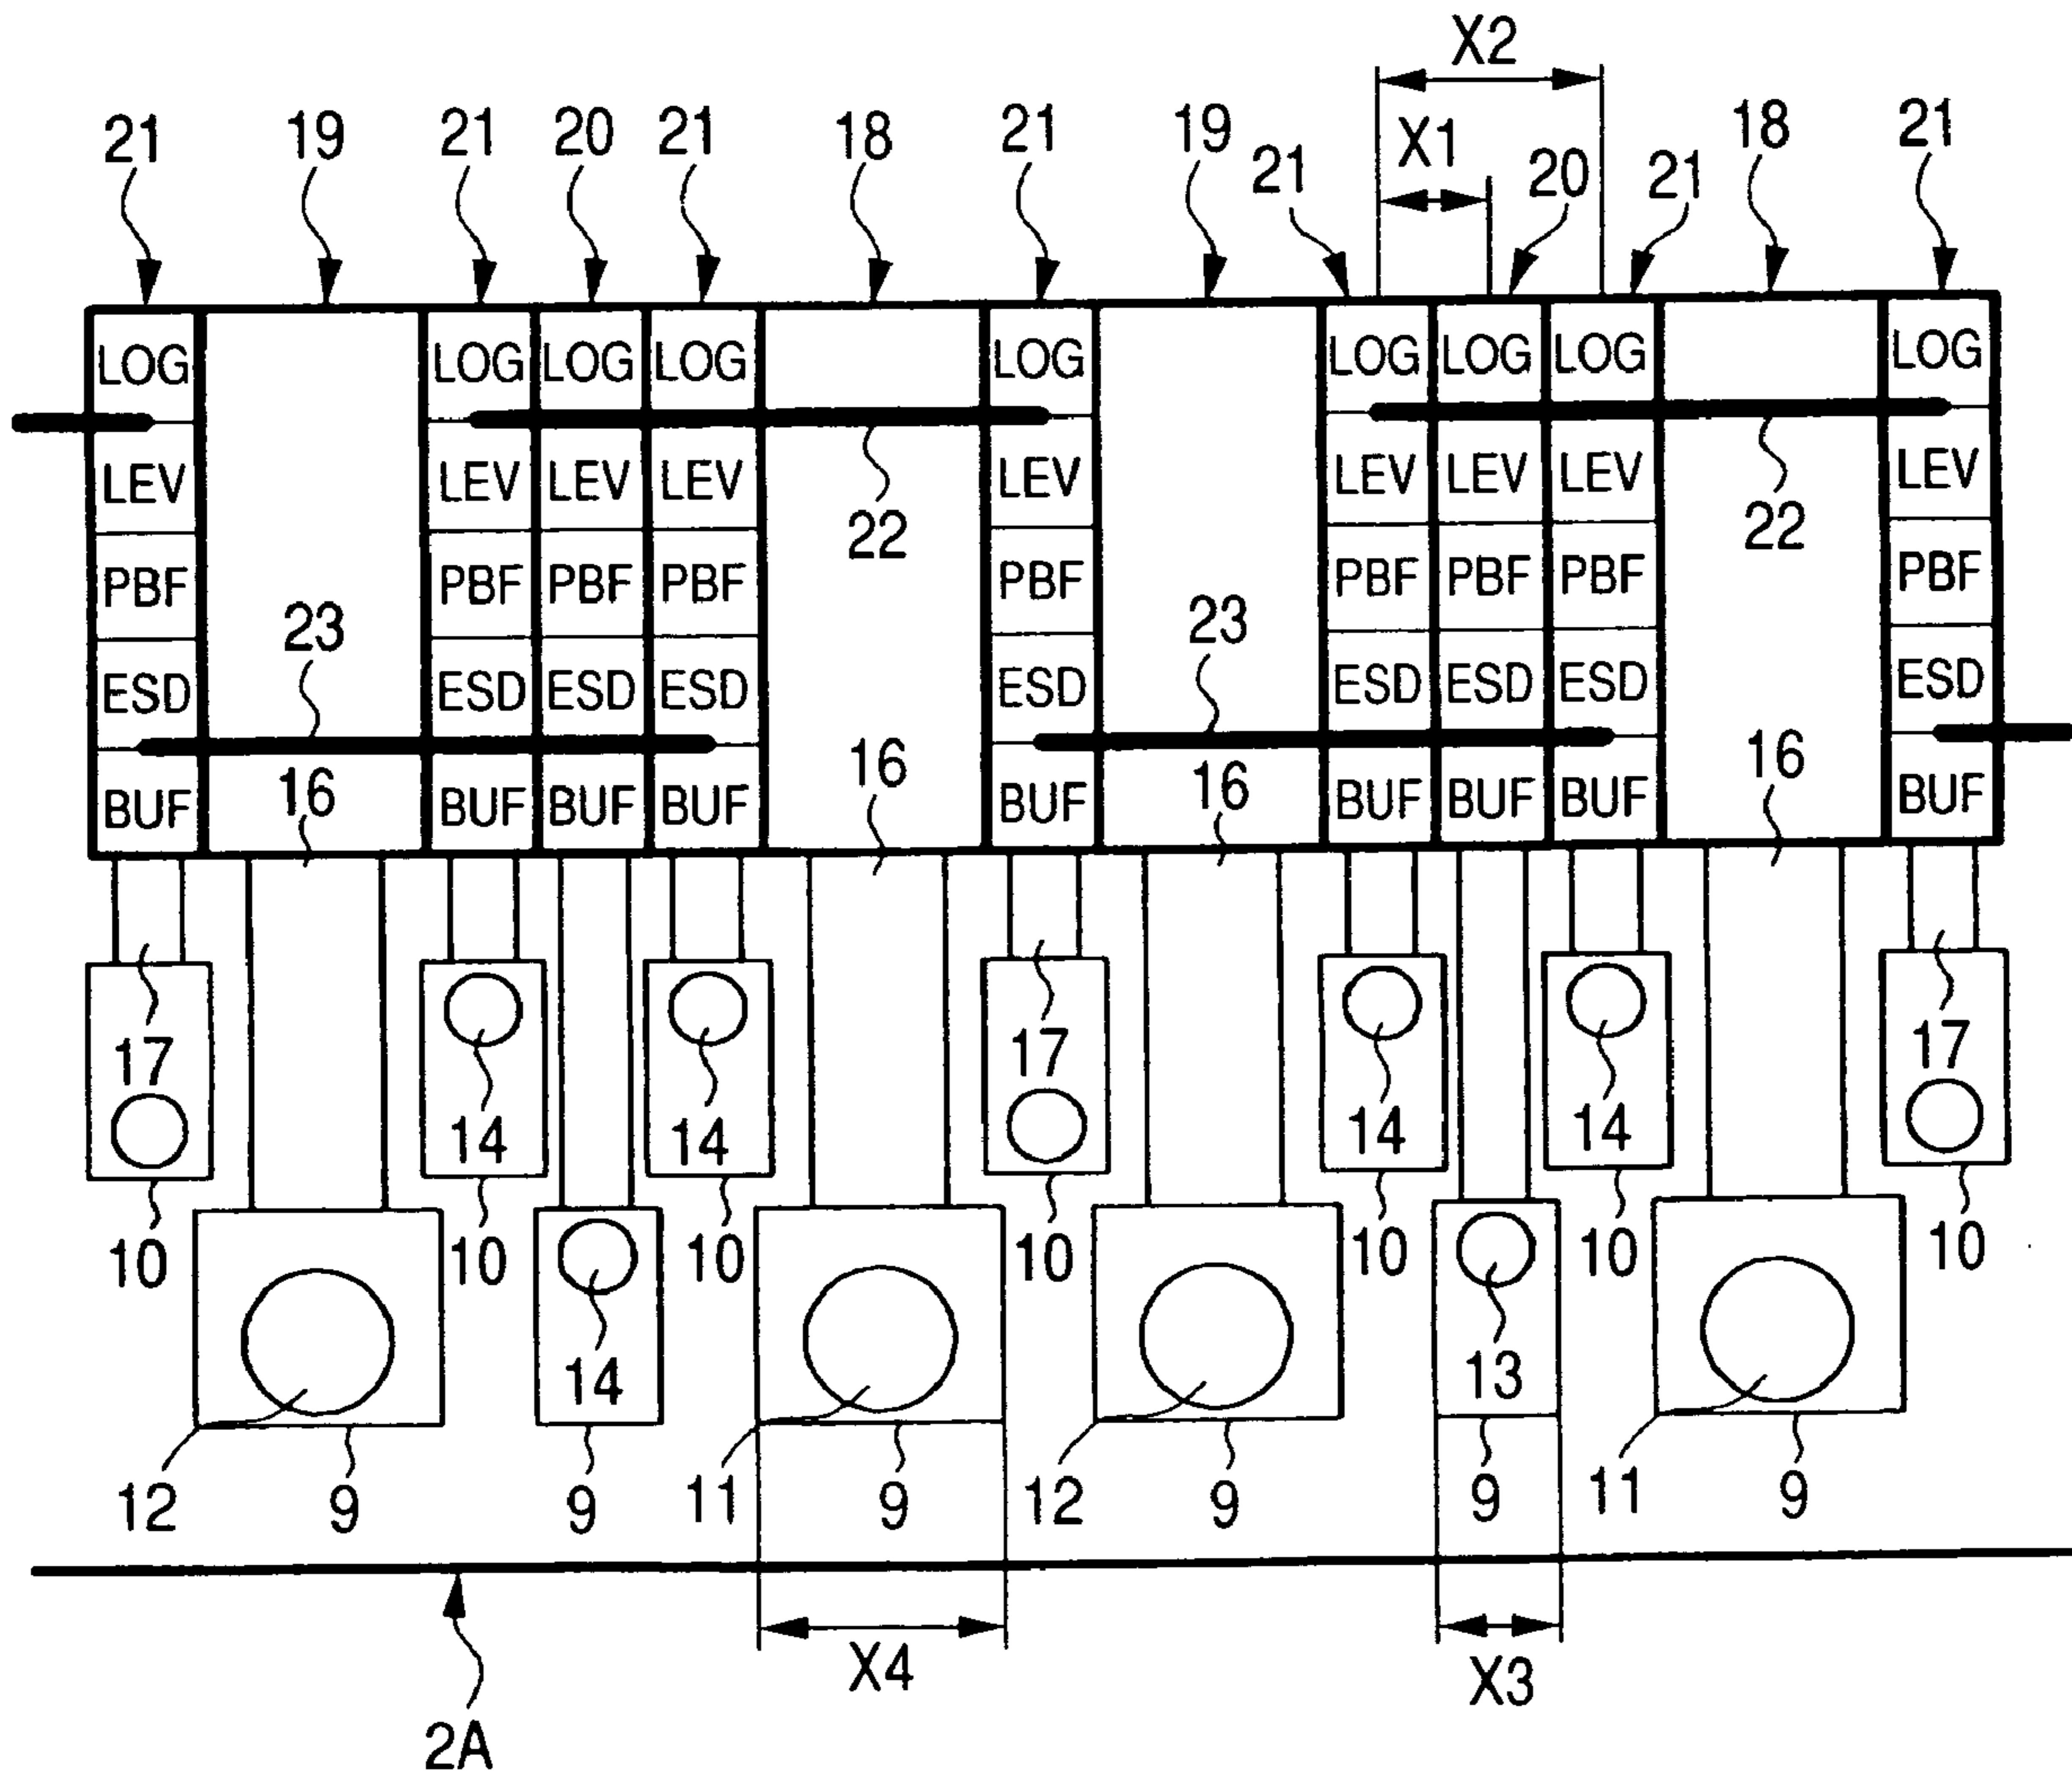 X2
21 19 21 20 21 18 21 19 21 X1 20 21 18 21
LOG LOG LOG LOG LOG LOG LOG LOG LOG
LEV LEV LEV LEV LEV LEV LEV LEV LEV
22 22
PBF PBF PBF PBF PBF PBF PBF PBF PBF
23 23
ESD ESD ESD ESD ESD ESD ESD ESD ESD
16 16 16 16
BUF BUF BUF BUF BUF BUF BUF BUF BUF
17 14 14 17 14 14 17
10 10 10 10 10 10 10
14 13
12 9 9 11 9 12 9 9 11 9
X4 X3
2A